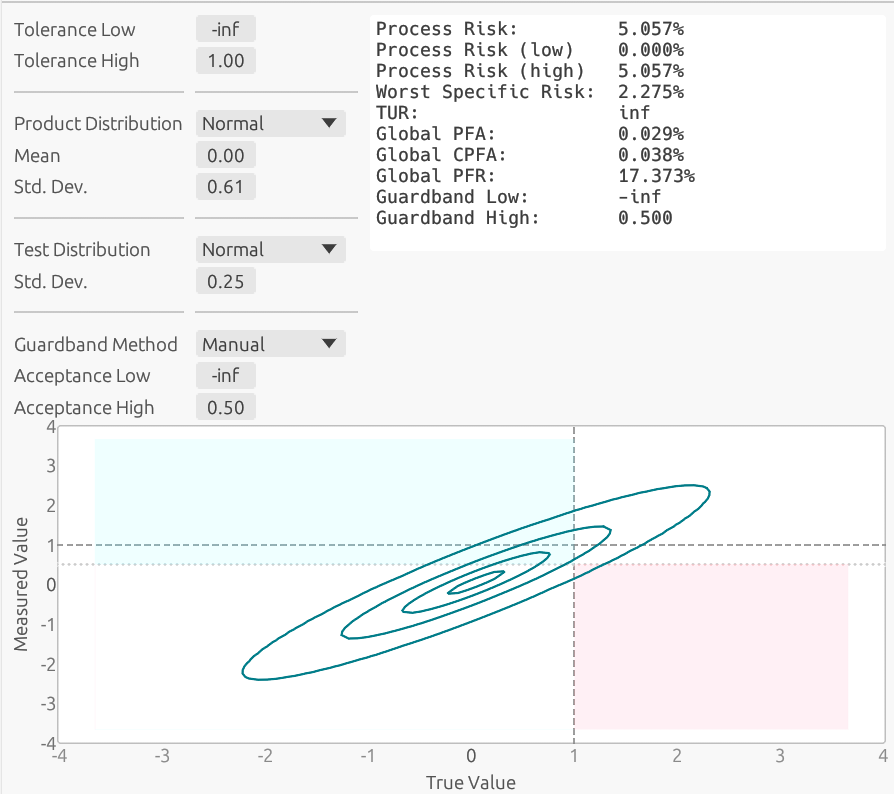 Tolerance Low -inf
Tolerance High 1.00
Product Distribution Normal
Mean 0.00
Std. Dev. 0.61
Test Distribution Normal
Std. Dev. 0.25
Guardband Method Manual
Acceptance Low -inf
Acceptance High 0.50
Process Risk: 5.057%
Process Risk (low) 0.000%
Process Risk (high) 5.057%
Worst Specific Risk: 2.275%
TUR: inf
Global PFA: 0.029%
Global CPFA: 0.038%
Global PFR: 17.373%
Guardband Low: -inf
Guardband High: 0.500
Measured Value
4
3
2
1
0
-1
-2
-3
-4
-4 -3 -2 -1 0 1 2 3 4
True Value